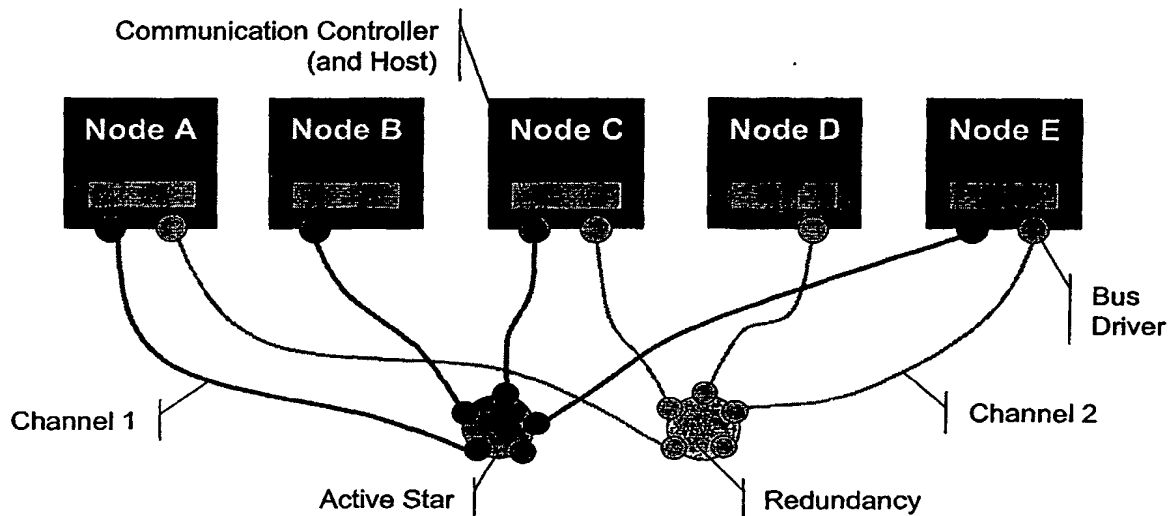 Communication Controller
(and Host)
Node A
Node B
Node C
Node D
Node E
Bus
Driver
Channel 1
Channel 2
Active Star
Redundancy